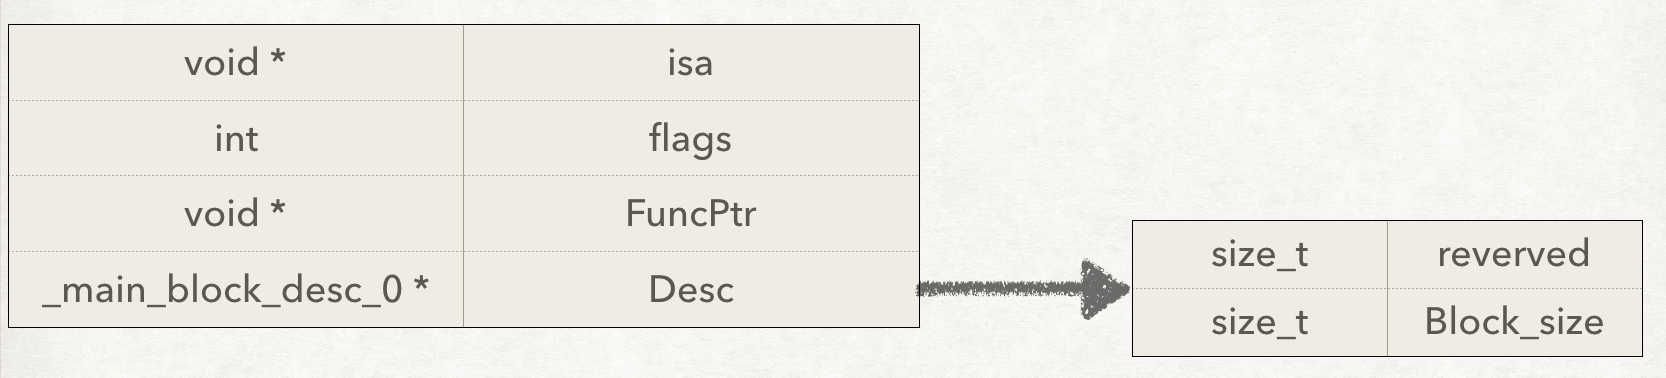 void * isa
int flags
void * FuncPtr
_main_block_desc_0 * Desc
size_t reverved
size_t Block_size